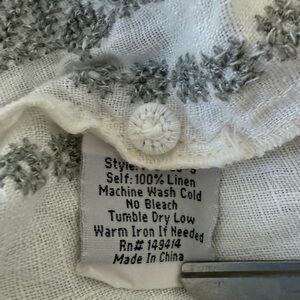 Style:
Self: 100% Linen
Machine Wash Cold
No Bleach
Tumble Dry Low
Warm Iron If Needed
Rn# 149414
Made In China